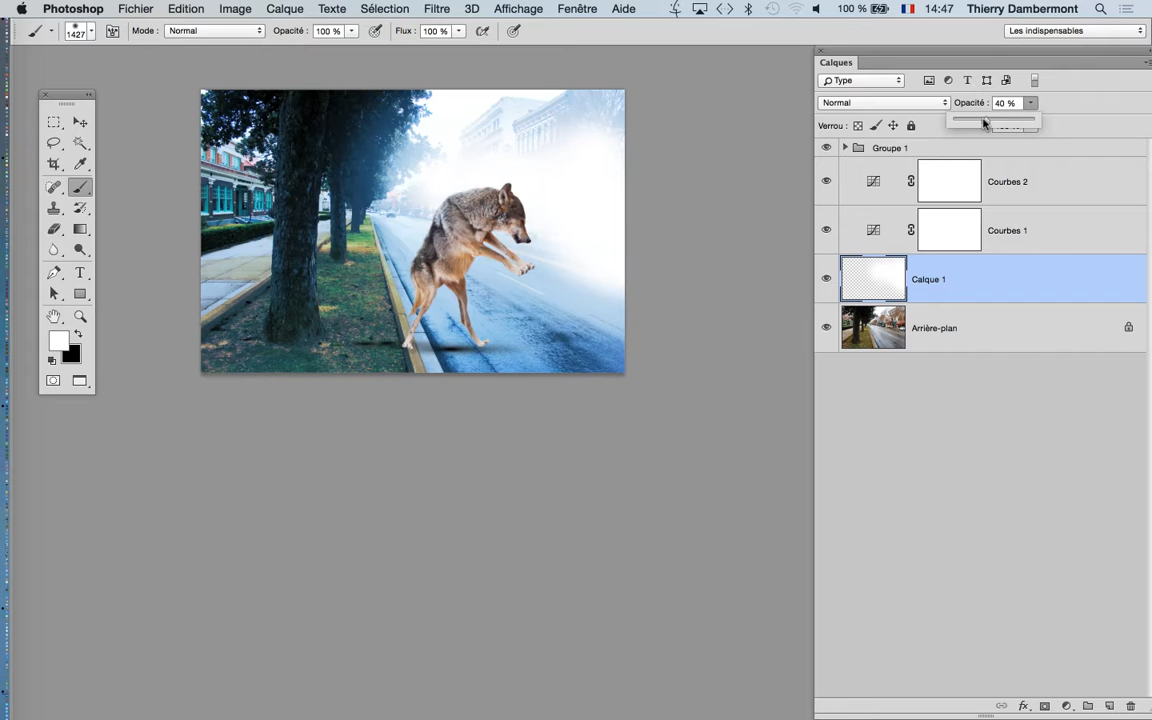 Photoshop Fichier Edition Image Calque Texte Sélection Filtre 3D Affichage Fenêtre Aide 100 % 14:47 Thierry Dambermont
1427 Mode : Normal Opacité : 100 % Flux : 100 % Les indispensables
Calques
Type
Normal Opacité : 40 %
Verrou :
Groupe 1
Courbes 2
Courbes 1
Calque 1
Arrière-plan